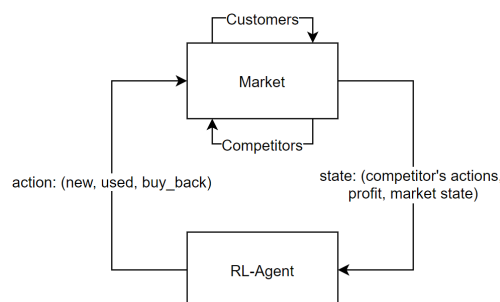 Customers
Market
Competitors
action: (new, used, buy_back)
state: (competitor's actions,
profit, market state)
RL-Agent